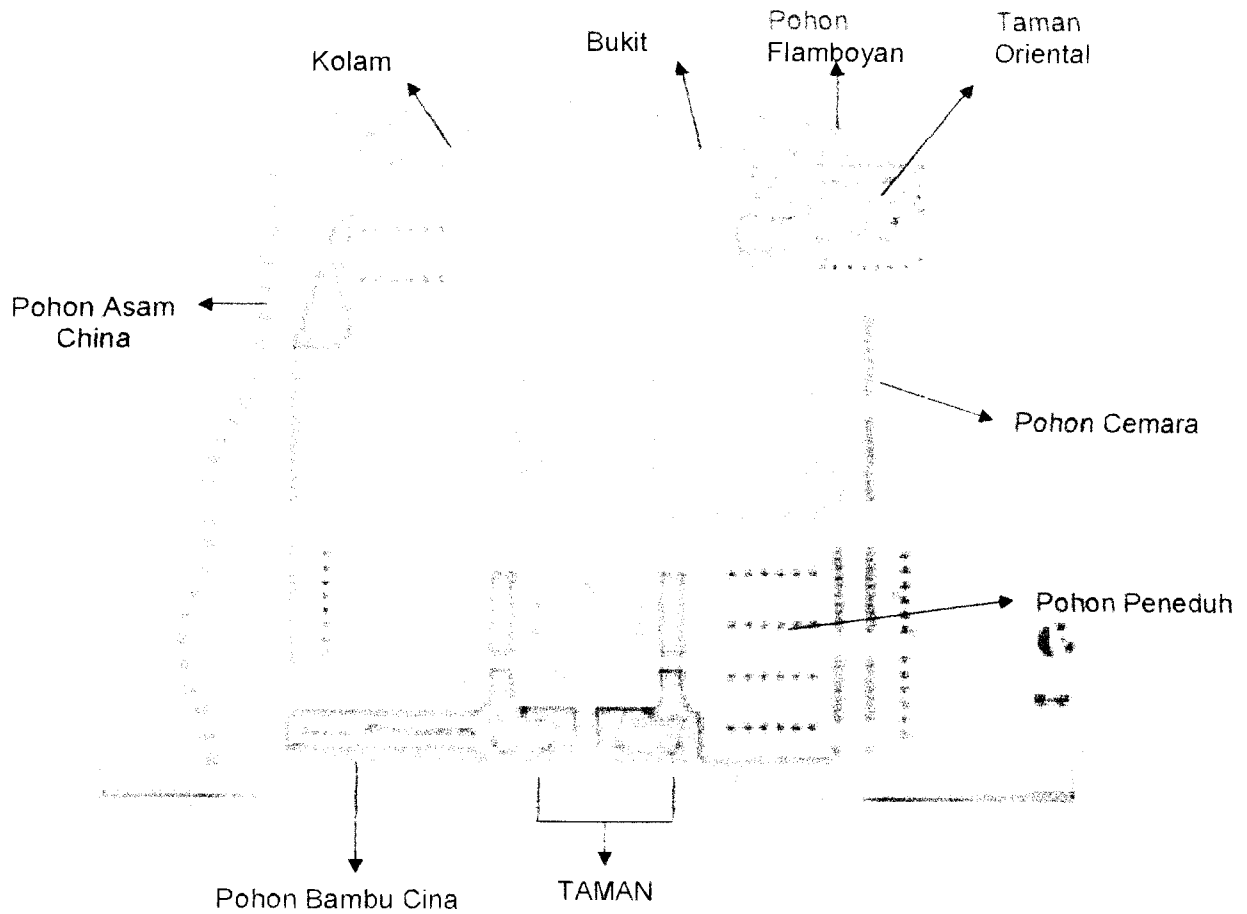 Kolam
Bukit
Pohon
Flamboyan
Taman
Oriental
Pohon Asam
China
Pohon Cemara
Pohon Peneduh
Pohon Bambu Cina
TAMAN